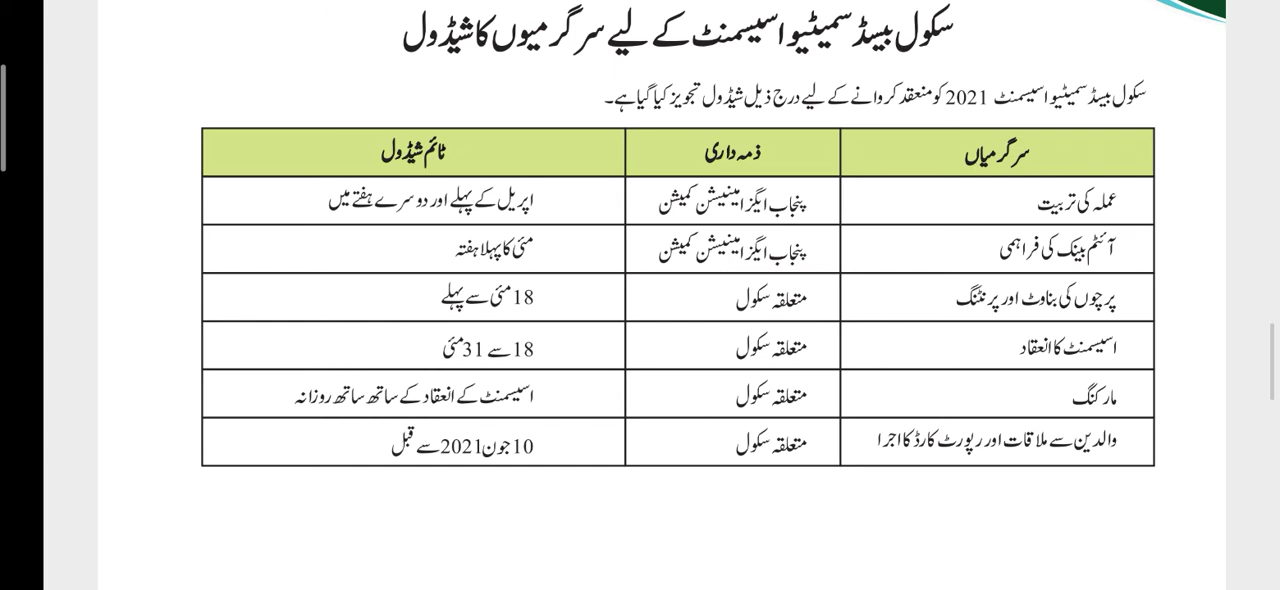 سکول بیسڈ سمیٹیو اسیسمنٹ کے لیے سرگرمیوں کا شیڈول
سکول بیسڈ سمیٹیو اسیسمنٹ 2021 کو منعقد کروانے کے لیے درج ذیل شیڈول تجویز کیا گیا ہے۔
سرگرمیاں ذمہ داری ٹائم شیڈول
عملہ کی تربیت پنجاب ایگزامینیشن کمیشن اپریل کے پہلے اور دوسرے ہفتے میں
آئٹم بینک کی فراہمی پنجاب ایگزامینیشن کمیشن مئی کا پہلا ہفتہ
پرچوں کی بناوٹ اور پرنٹنگ متعلقہ سکول 18 مئی سے پہلے
اسیسمنٹ کا انعقاد متعلقہ سکول 18 سے 31 مئی
مارکنگ متعلقہ سکول اسیسمنٹ کے انعقاد کے ساتھ ساتھ روزانہ
والدین سے ملاقات اور رپورٹ کارڈ کا اجرا متعلقہ سکول 10 جون 2021 سے قبل